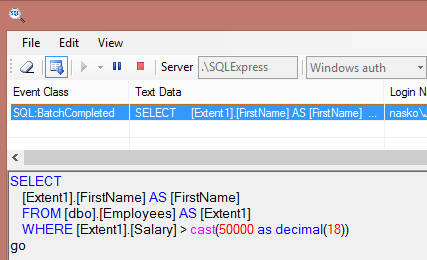 SQL
File Edit View
Server .\SQLExpress Windows auth
Event Class Text Data Login N
SQL:BatchCompleted SELECT [Extent1].[FirstName] AS [FirstName] ... nasko\
SELECT
[Extent1].[FirstName] AS [FirstName]
FROM [dbo].[Employees] AS [Extent1]
WHERE [Extent1].[Salary] > cast(50000 as decimal(18))
go